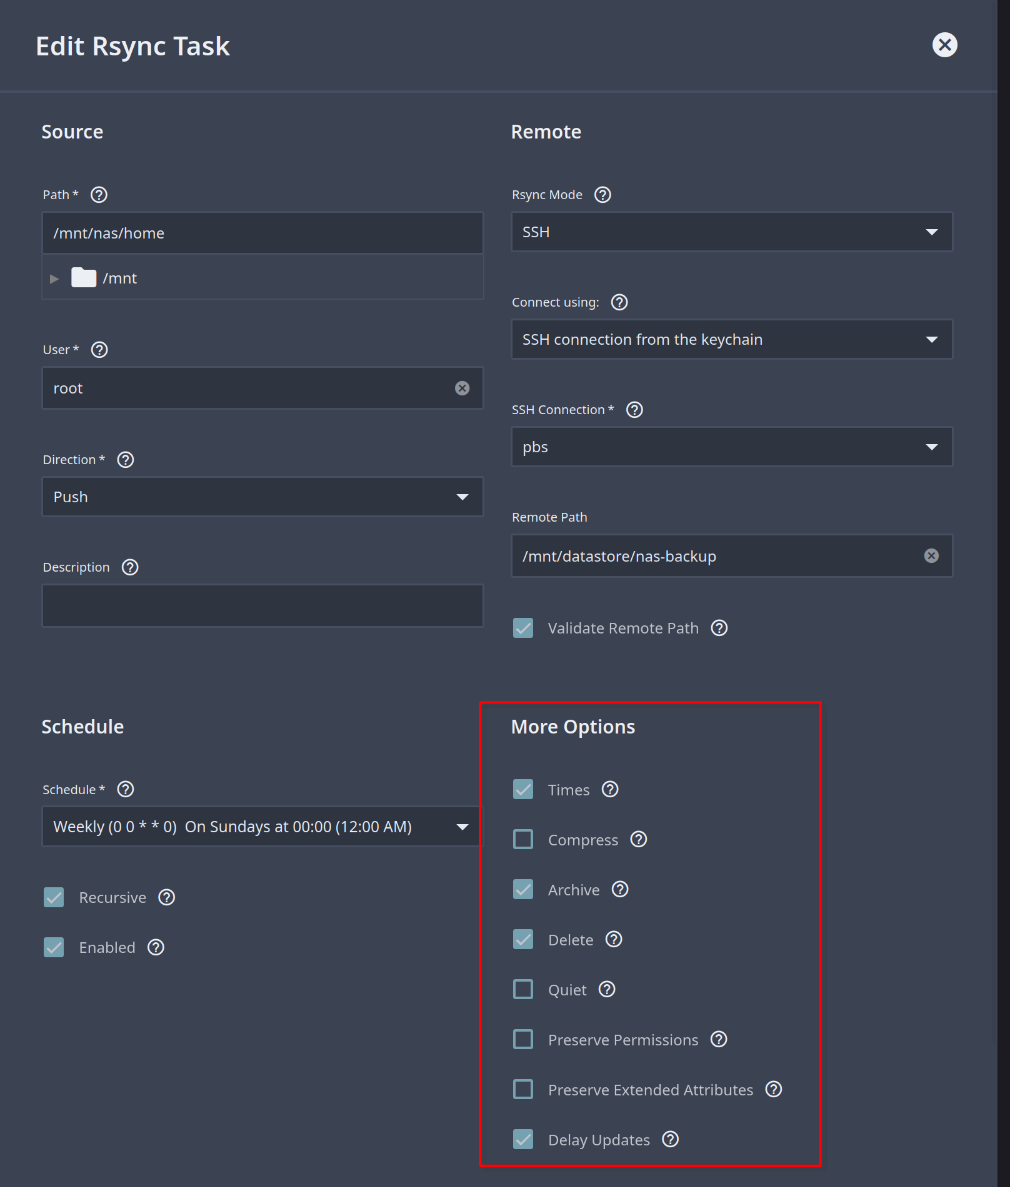 Edit Rsync Task
Source
Path *
/mnt/nas/home
/mnt
User *
root
Direction *
Push
Description
Remote
Rsync Mode
SSH
Connect using:
SSH connection from the keychain
SSH Connection *
pbs
Remote Path
/mnt/datastore/nas-backup
Validate Remote Path
Schedule
Schedule *
Weekly (0 0 * * 0)  On Sundays at 00:00 (12:00 AM)
Recursive
Enabled
More Options
Times
Compress
Archive
Delete
Quiet
Preserve Permissions
Preserve Extended Attributes
Delay Updates